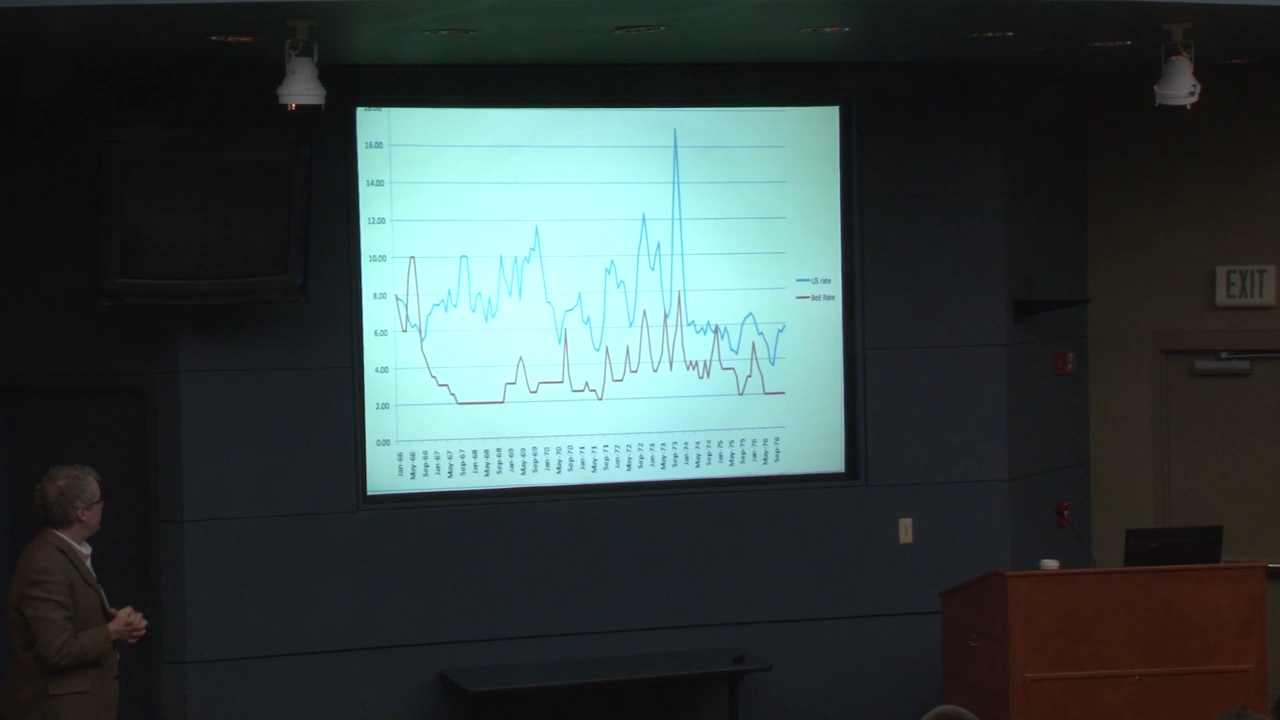 16.00
14.00
12.00
10.00
8.00
6.00
4.00
2.00
0.00
Jan-66
May-66
Sep-66
Jan-67
May-67
Sep-67
Jan-68
May-68
Sep-68
Jan-69
May-69
Sep-69
Jan-70
May-70
Sep-70
Jan-71
May-71
Sep-71
Jan-72
May-72
Sep-72
Jan-73
May-73
Sep-73
Jan-74
May-74
Sep-74
Jan-75
May-75
Sep-75
Jan-76
May-76
Sep-76
US rate
BoE Rate
EXIT